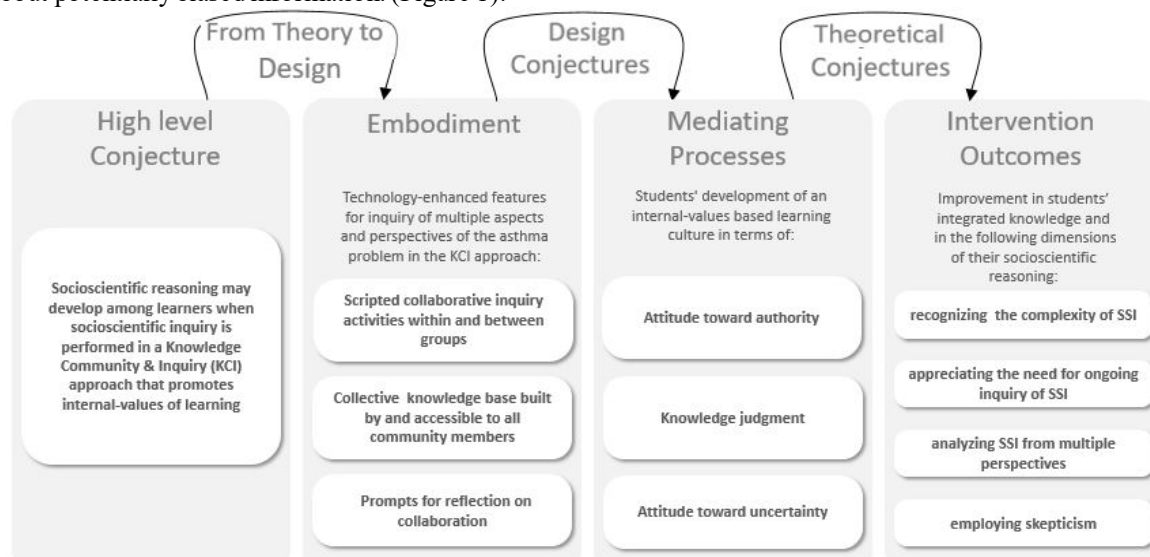 about potentially biased information. (Figure 1).
From Theory to
Design
Design
Conjectures
Theoretical
Conjectures
High level
Conjecture
Socioscientific reasoning may
develop among learners when
socioscientific inquiry is
performed in a Knowledge
Community & Inquiry (KCI)
approach that promotes
internal-values of learning
Embodiment
Technology-enhanced features
for inquiry of multiple aspects
and perspectives of the asthma
problem in the KCI approach:
Scripted collaborative inquiry
activities within and between
groups
Collective knowledge base built
by and accessible to all
community members
Prompts for reflection on
collaboration
Mediating
Processes
Students' development of an
internal-values based learning
culture in terms of:
Attitude toward authority
Knowledge judgment
Attitude toward uncertainty
Intervention
Outcomes
Improvement in students'
integrated knowledge and
in the following dimensions
of their socioscientific
reasoning:
recognizing the complexity of SSI
appreciating the need for ongoing
inquiry of SSI
analyzing SSI from multiple
perspectives
employing skepticism